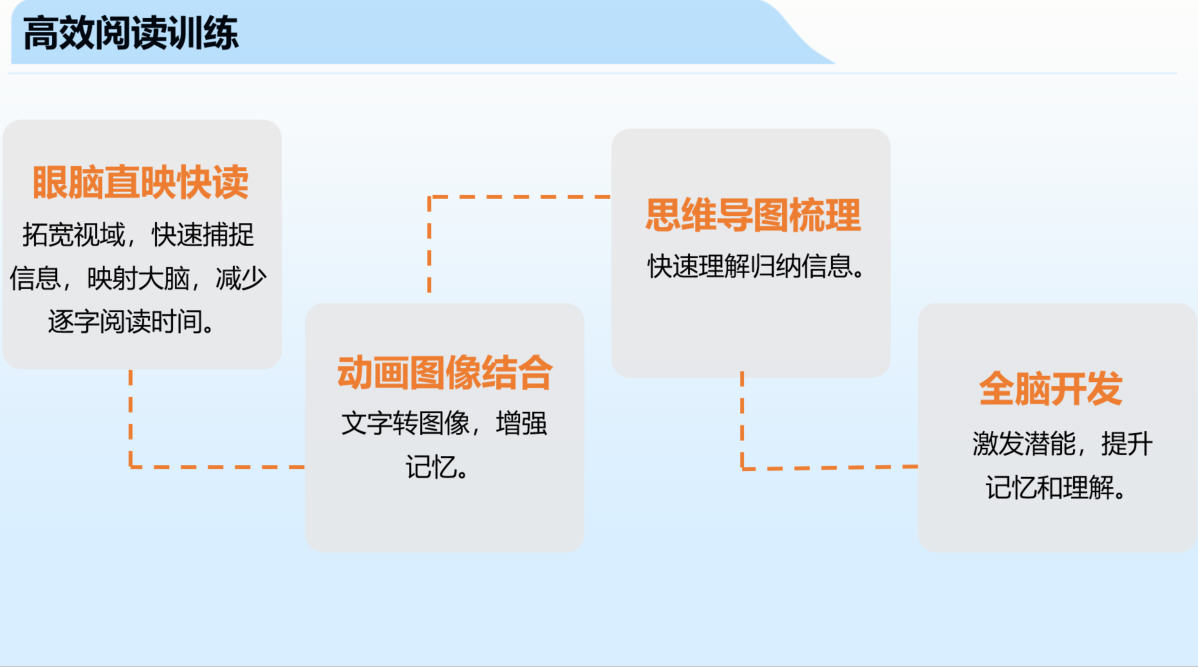 高效阅读训练
眼脑直映快读
拓宽视域，快速捕捉
信息，映射大脑，减少
逐字阅读时间。
动画图像结合
文字转图像，增强
记忆。
思维导图梳理
快速理解归纳信息。
全脑开发
激发潜能，提升
记忆和理解。